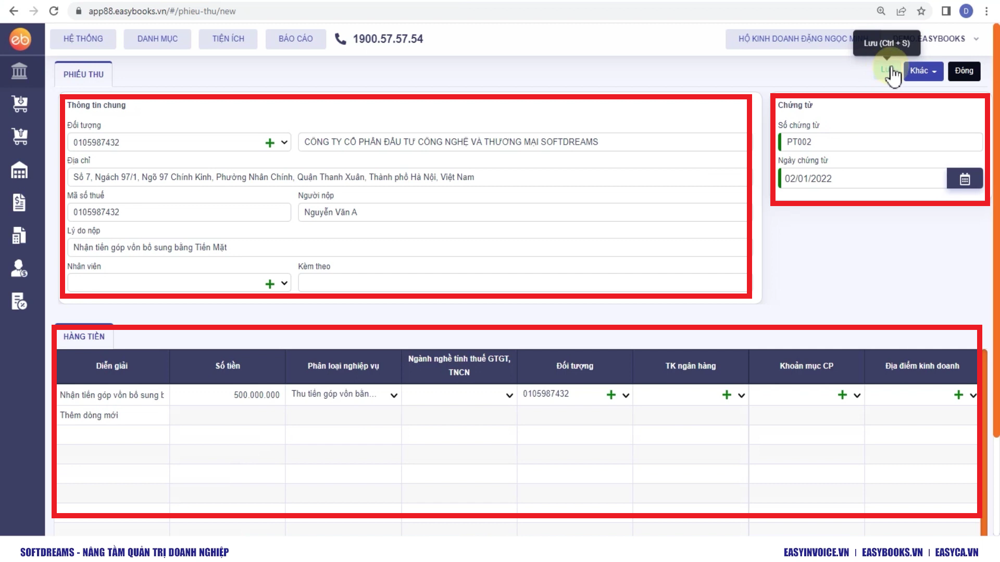 app88.easybooks.vn/#/phieu-thu/new
D
eb
HỆ THỐNG
DANH MỤC
TIỆN ÍCH
BÁO CÁO
1900.57.57.54
HỘ KINH DOANH ĐẶNG NGỌC MINH
DEMO.EASYBOOKS
Lưu (Ctrl + S)
PHIẾU THU
Khác
Đóng
Thông tin chung
Chứng từ
Đối tượng
Số chứng từ
0105987432
CÔNG TY CỔ PHẦN ĐẦU TƯ CÔNG NGHỆ VÀ THƯƠNG MẠI SOFTDREAMS
PT002
Địa chỉ
Ngày chứng từ
Số 7, Ngách 97/1, Ngõ 97 Chính Kinh, Phường Nhân Chính, Quận Thanh Xuân, Thành phố Hà Nội, Việt Nam
02/01/2022
Mã số thuế
Người nộp
0105987432
Nguyễn Văn A
Lý do nộp
Nhận tiền góp vốn bổ sung bằng Tiền Mặt
Nhân viên
Kèm theo
HÀNG TIỀN
Diễn giải
Số tiền
Phân loại nghiệp vụ
Ngành nghề tính thuế GTGT,
TNCN
Đối tượng
TK ngân hàng
Khoản mục CP
Địa điểm kinh doanh
Nhận tiền góp vốn bổ sung b
500.000.000
Thu tiền góp vốn bằn...
0105987432
Thêm dòng mới
SOFTDREAMS - NÂNG TẦM QUẢN TRỊ DOANH NGHIỆP
EASYINVOICE.VN | EASYBOOKS.VN | EASYCA.VN